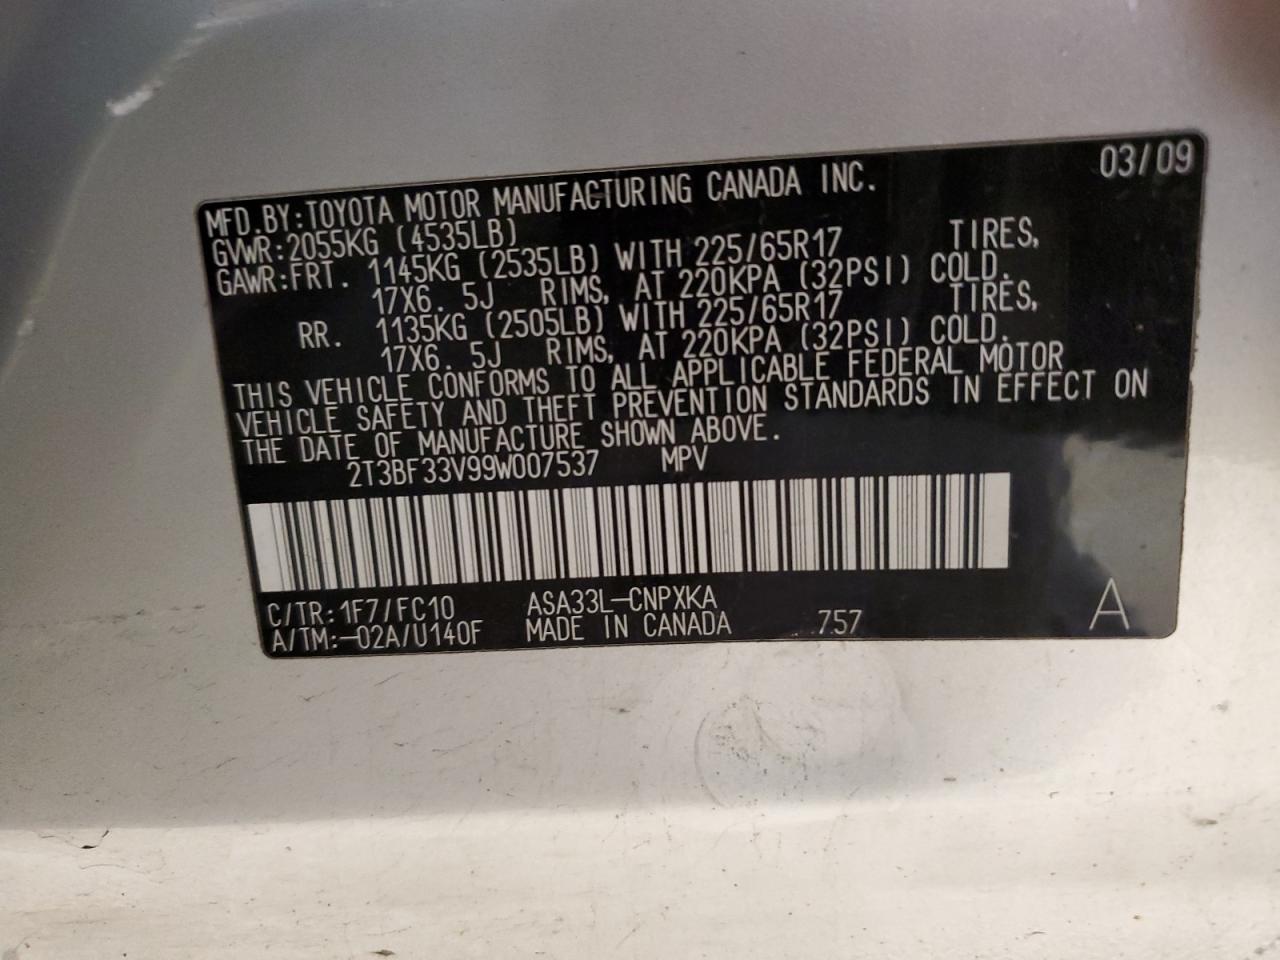 03/09
MFD.BY:TOYOTA MOTOR MANUFACTURING CANADA INC.
GVWR:2055KG (4535LB)
GAWR:FRT. 1145KG (2535LB) WITH 225/65R17 TIRES,
17X6. 5J RIMS, AT 220KPA (32PSI) COLD.
RR. 1135KG (2505LB) WITH 225/65R17 TIRES,
17X6. 5J RIMS, AT 220KPA (32PSI) COLD.
THIS VEHICLE CONFORMS TO ALL APPLICABLE FEDERAL MOTOR
VEHICLE SAFETY AND THEFT PREVENTION STANDARDS IN EFFECT ON
THE DATE OF MANUFACTURE SHOWN ABOVE.
2T3BF33V99W007537 MPV
C/TR:1F7/FC10 ASA33L-CNPXKA
A/TM:-02A/U140F MADE IN CANADA 757 A